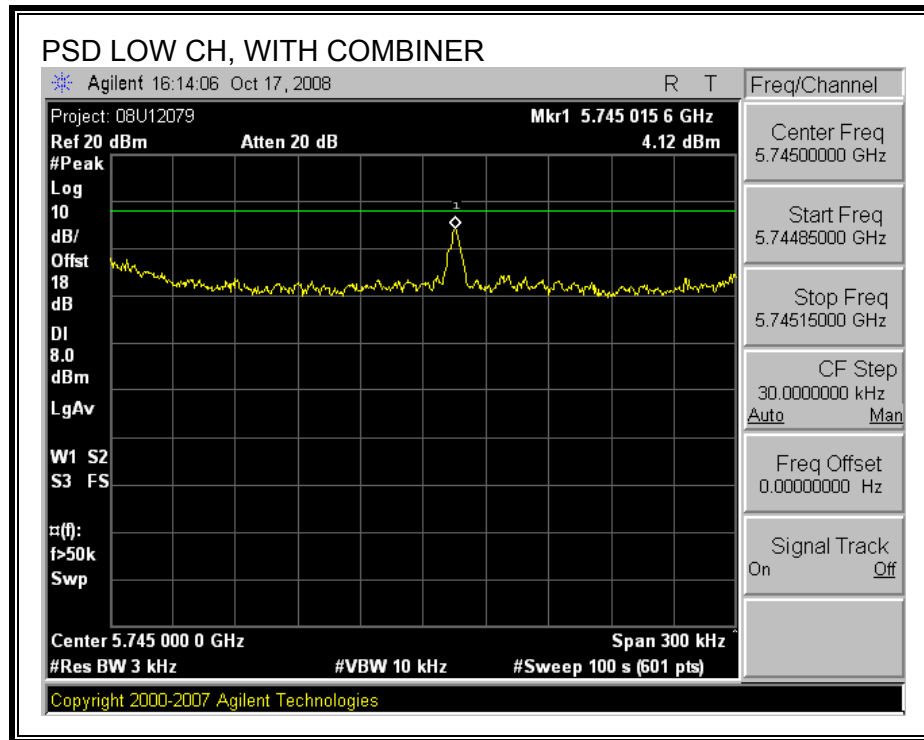 PSD LOW CH, WITH COMBINER
Agilent 16:14:06 Oct 17, 2008 R T
Project: 08U12079 Mkr1 5.745 015 6 GHz
Ref 20 dBm Atten 20 dB 4.12 dBm
#Peak
Log
10
dB/
Offst
18
dB
DI
8.0
dBm
LgAv
W1 S2
S3 FS
¤(f):
f>50k
Swp
1
Center 5.745 000 0 GHz Span 300 kHz ^
#Res BW 3 kHz #VBW 10 kHz #Sweep 100 s (601 pts)
Copyright 2000-2007 Agilent Technologies
Freq/Channel
Center Freq
5.74500000 GHz
Start Freq
5.74485000 GHz
Stop Freq
5.74515000 GHz
CF Step
30.0000000 kHz
Auto Man
Freq Offset
0.00000000 Hz
Signal Track
On Off